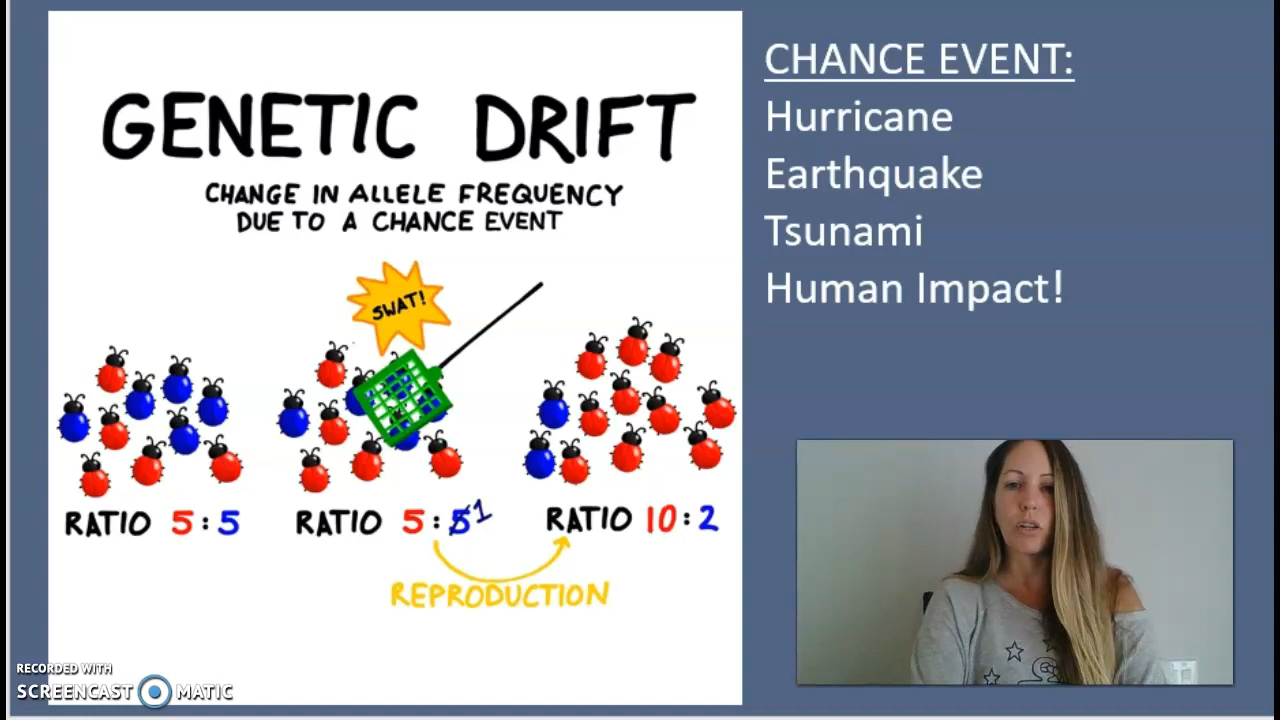 GENETIC DRIFT
CHANGE IN ALLELE FREQUENCY
DUE TO A CHANCE EVENT
SWAT!
RATIO 5:5
RATIO 5:5 1
RATIO 10:2
REPRODUCTION
CHANCE EVENT:
Hurricane
Earthquake
Tsunami
Human Impact!
RECORDED WITH
SCREENCAST MATIC